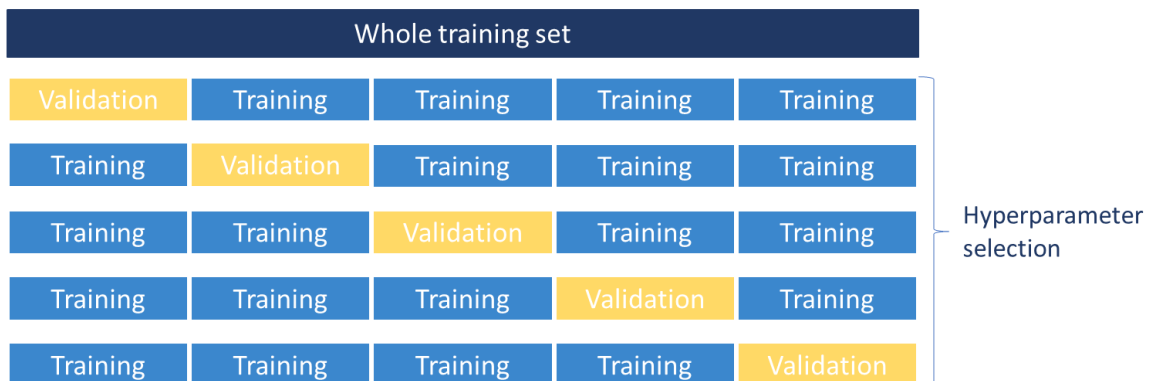 Whole training set
Validation Training Training Training Training
Training Validation Training Training Training
Training Training Validation Training Training
Hyperparameter
selection
Training Training Training Validation Training
Training Training Training Training Validation